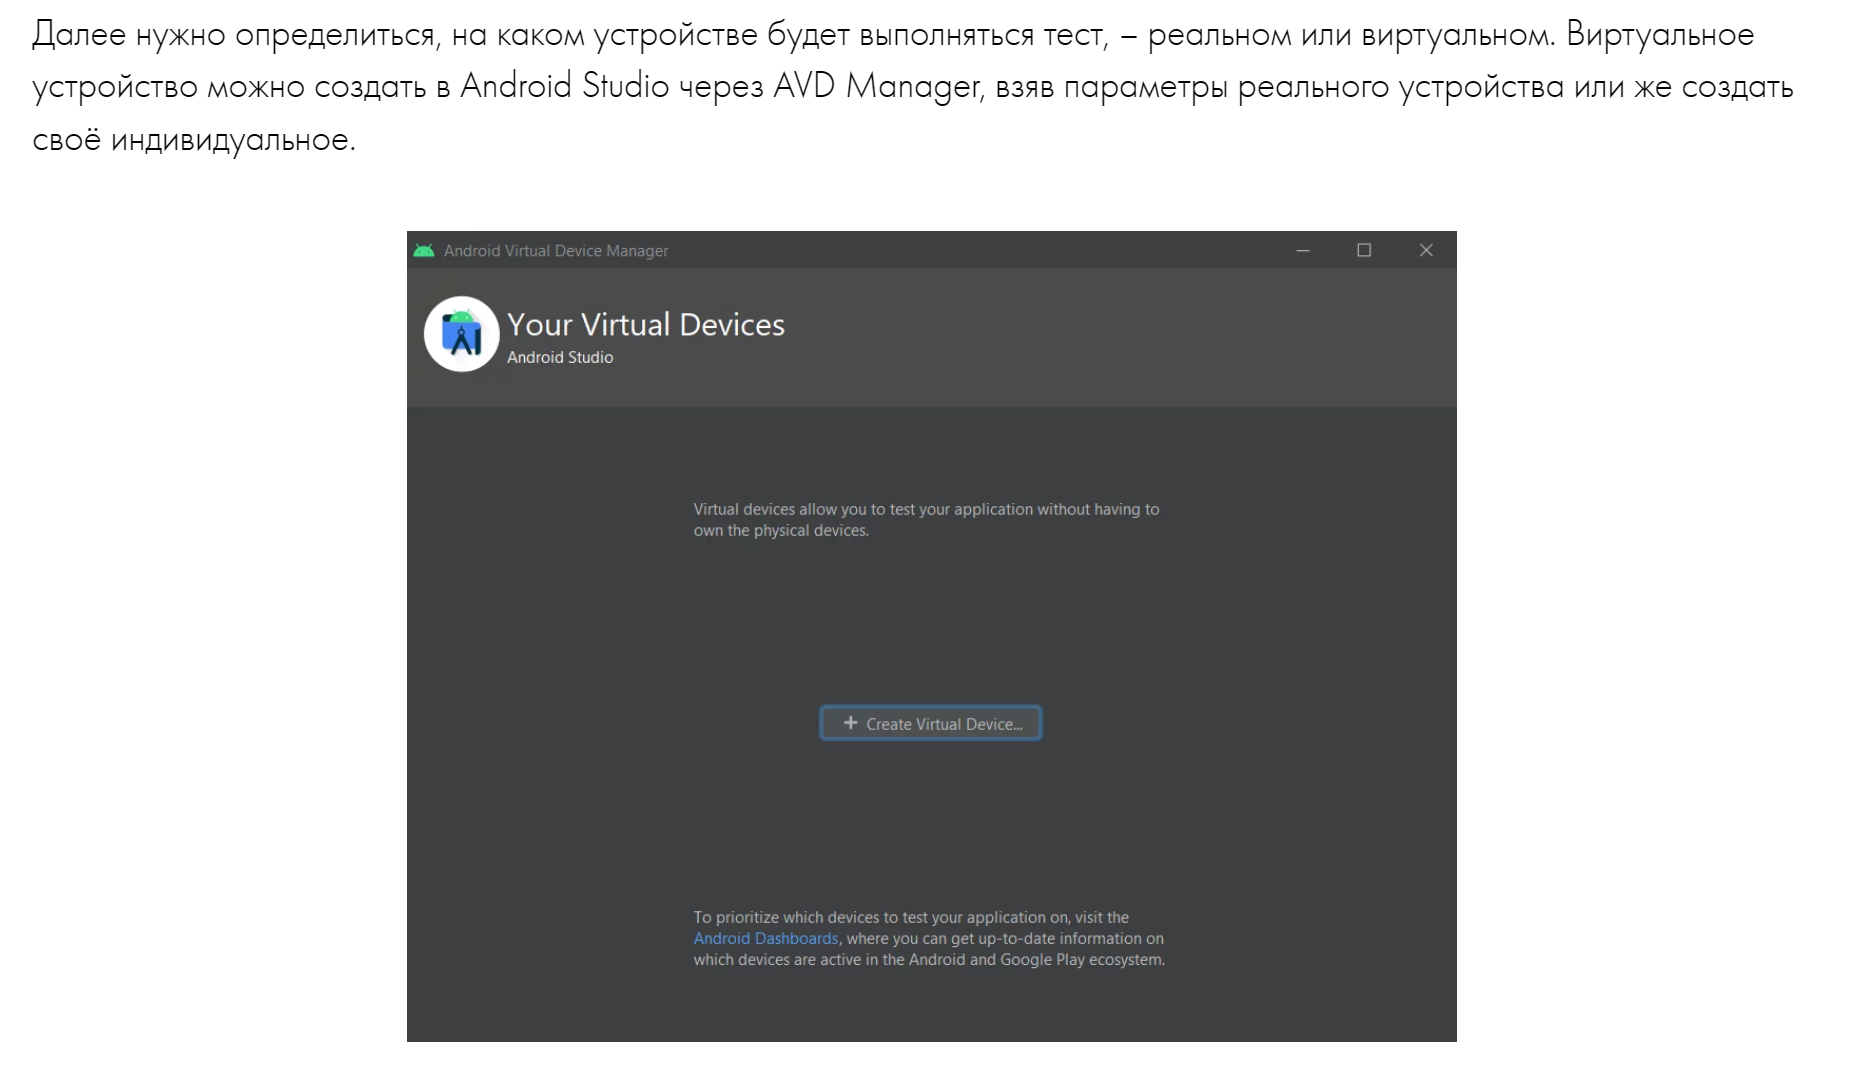 Далее нужно определиться, на каком устройстве будет выполняться тест, – реальном или виртуальном. Виртуальное
устройство можно создать в Android Studio через AVD Manager, взяв параметры реального устройства или же создать
своё индивидуальное.
Android Virtual Device Manager
Your Virtual Devices
Android Studio
Virtual devices allow you to test your application without having to
own the physical devices.
+ Create Virtual Device...
To prioritize which devices to test your application on, visit the
Android Dashboards, where you can get up-to-date information on
which devices are active in the Android and Google Play ecosystem.